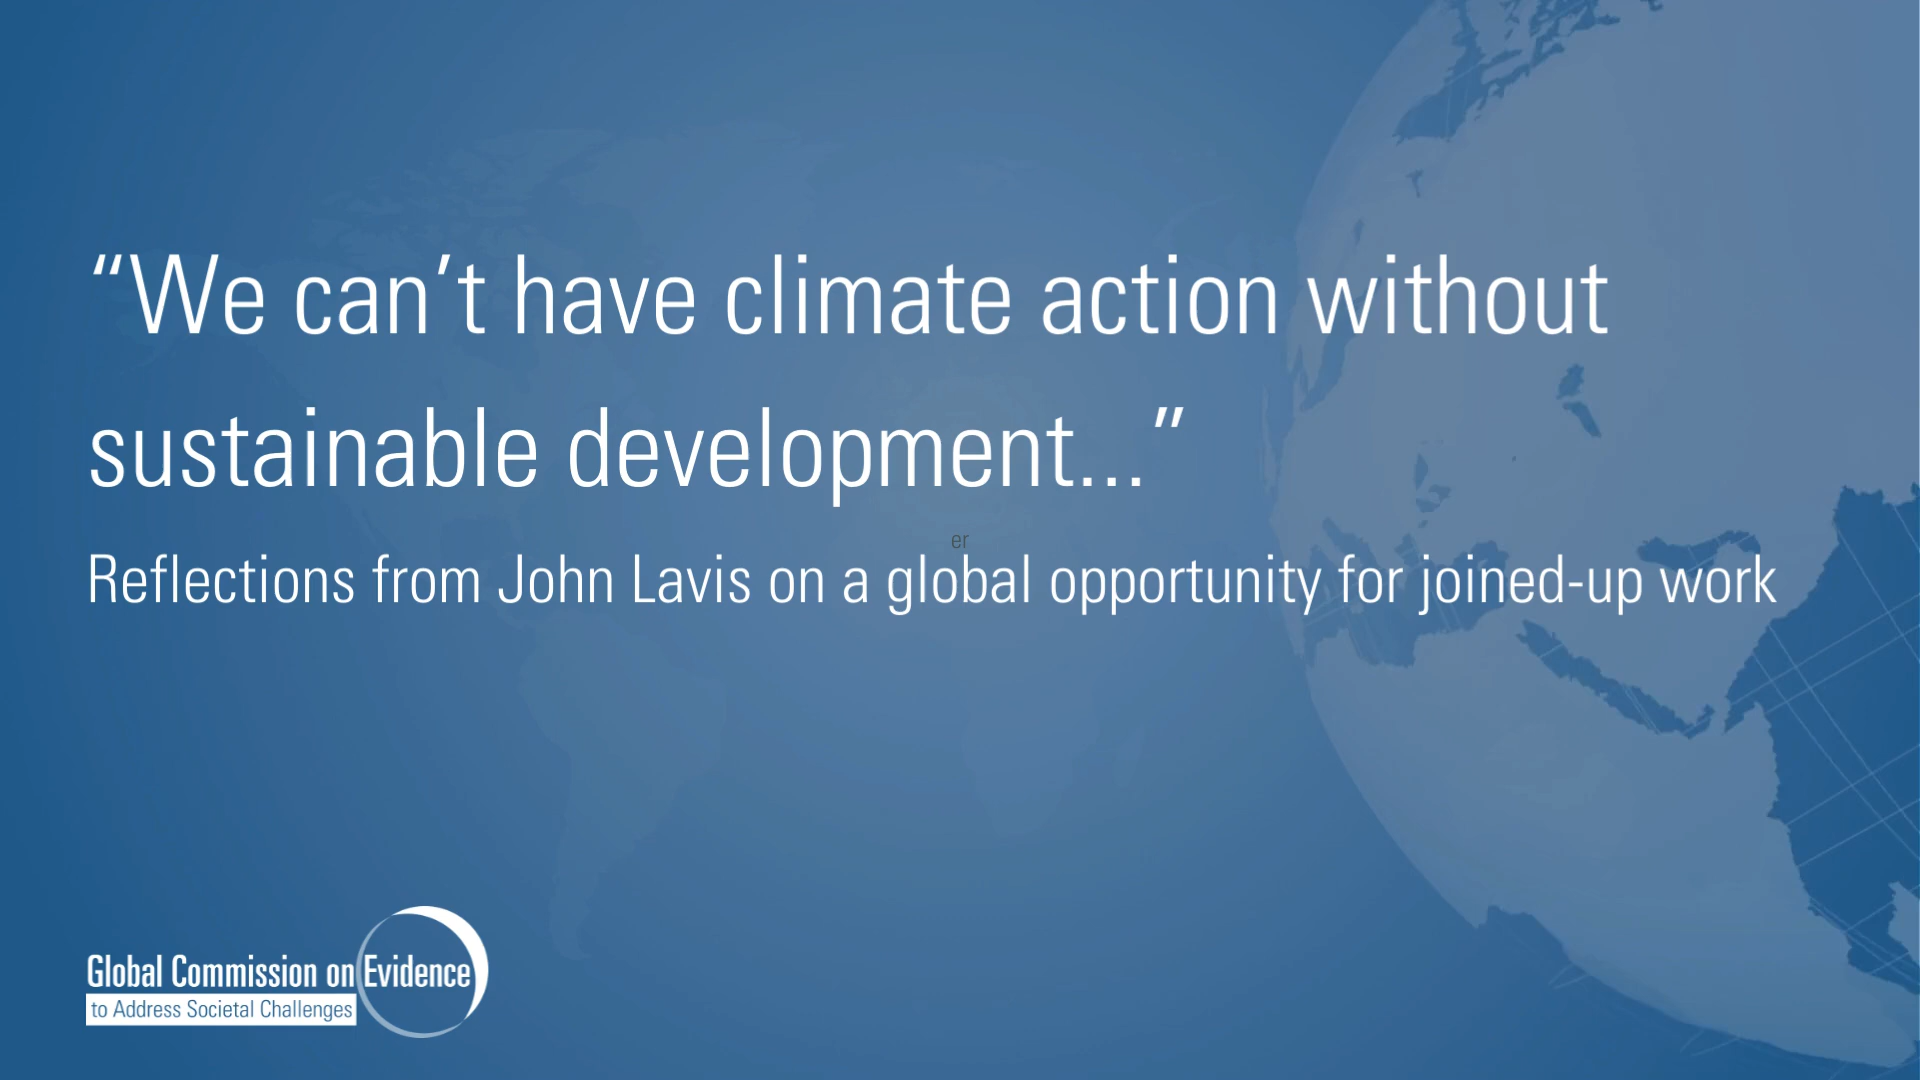 “We can’t have climate action without
sustainable development...”
er
Reflections from John Lavis on a global opportunity for joined-up work
Global Commission on Evidence
to Address Societal Challenges